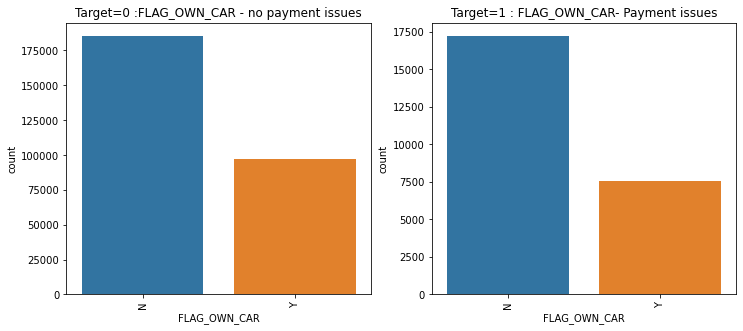 Target=0 :FLAG_OWN_CAR - no payment issues
175000
150000
125000
100000
75000
50000
25000
0
count
N
Y
FLAG_OWN_CAR
Target=1 : FLAG_OWN_CAR- Payment issues
17500
15000
12500
10000
7500
5000
2500
0
count
N
Y
FLAG_OWN_CAR